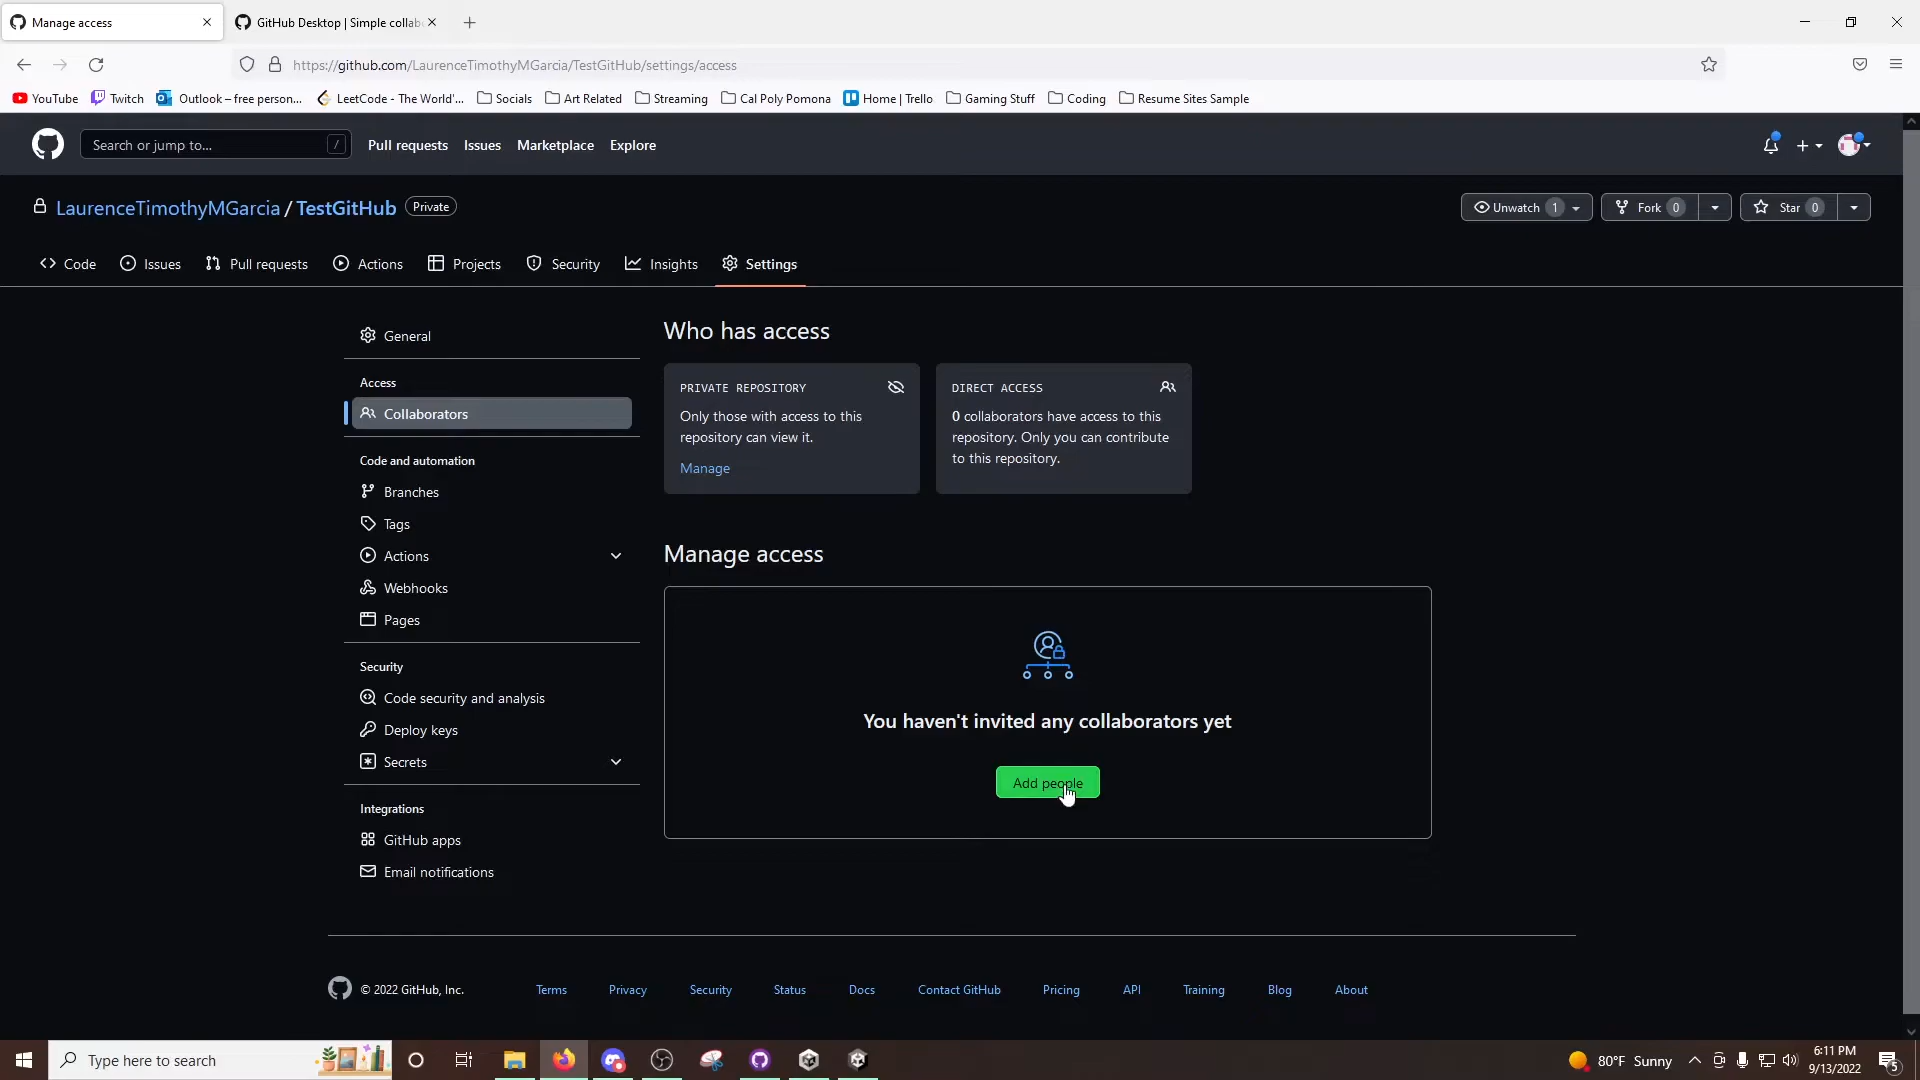 Manage access
GitHub Desktop | Simple collab
https://github.com/LaurenceTimothyMGarcia/TestGitHub/settings/access
YouTube Twitch Outlook – free person... LeetCode - The World'... Socials Art Related Streaming Cal Poly Pomona Home | Trello Gaming Stuff Coding Resume Sites Sample
Search or jump to... / Pull requests Issues Marketplace Explore
LaurenceTimothyMGarcia / TestGitHub Private
Unwatch 1 Fork 0 Star 0
Code Issues Pull requests Actions Projects Security Insights Settings
General
Access
Collaborators
Code and automation
Branches
Tags
Actions
Webhooks
Pages
Security
Code security and analysis
Deploy keys
Secrets
Integrations
GitHub apps
Email notifications
Who has access
PRIVATE REPOSITORY
Only those with access to this
repository can view it.
Manage
DIRECT ACCESS
0 collaborators have access to this
repository. Only you can contribute
to this repository.
Manage access
You haven't invited any collaborators yet
Add people
© 2022 GitHub, Inc. Terms Privacy Security Status Docs Contact GitHub Pricing API Training Blog About
Type here to search
80°F Sunny
6:11 PM
9/13/2022
5